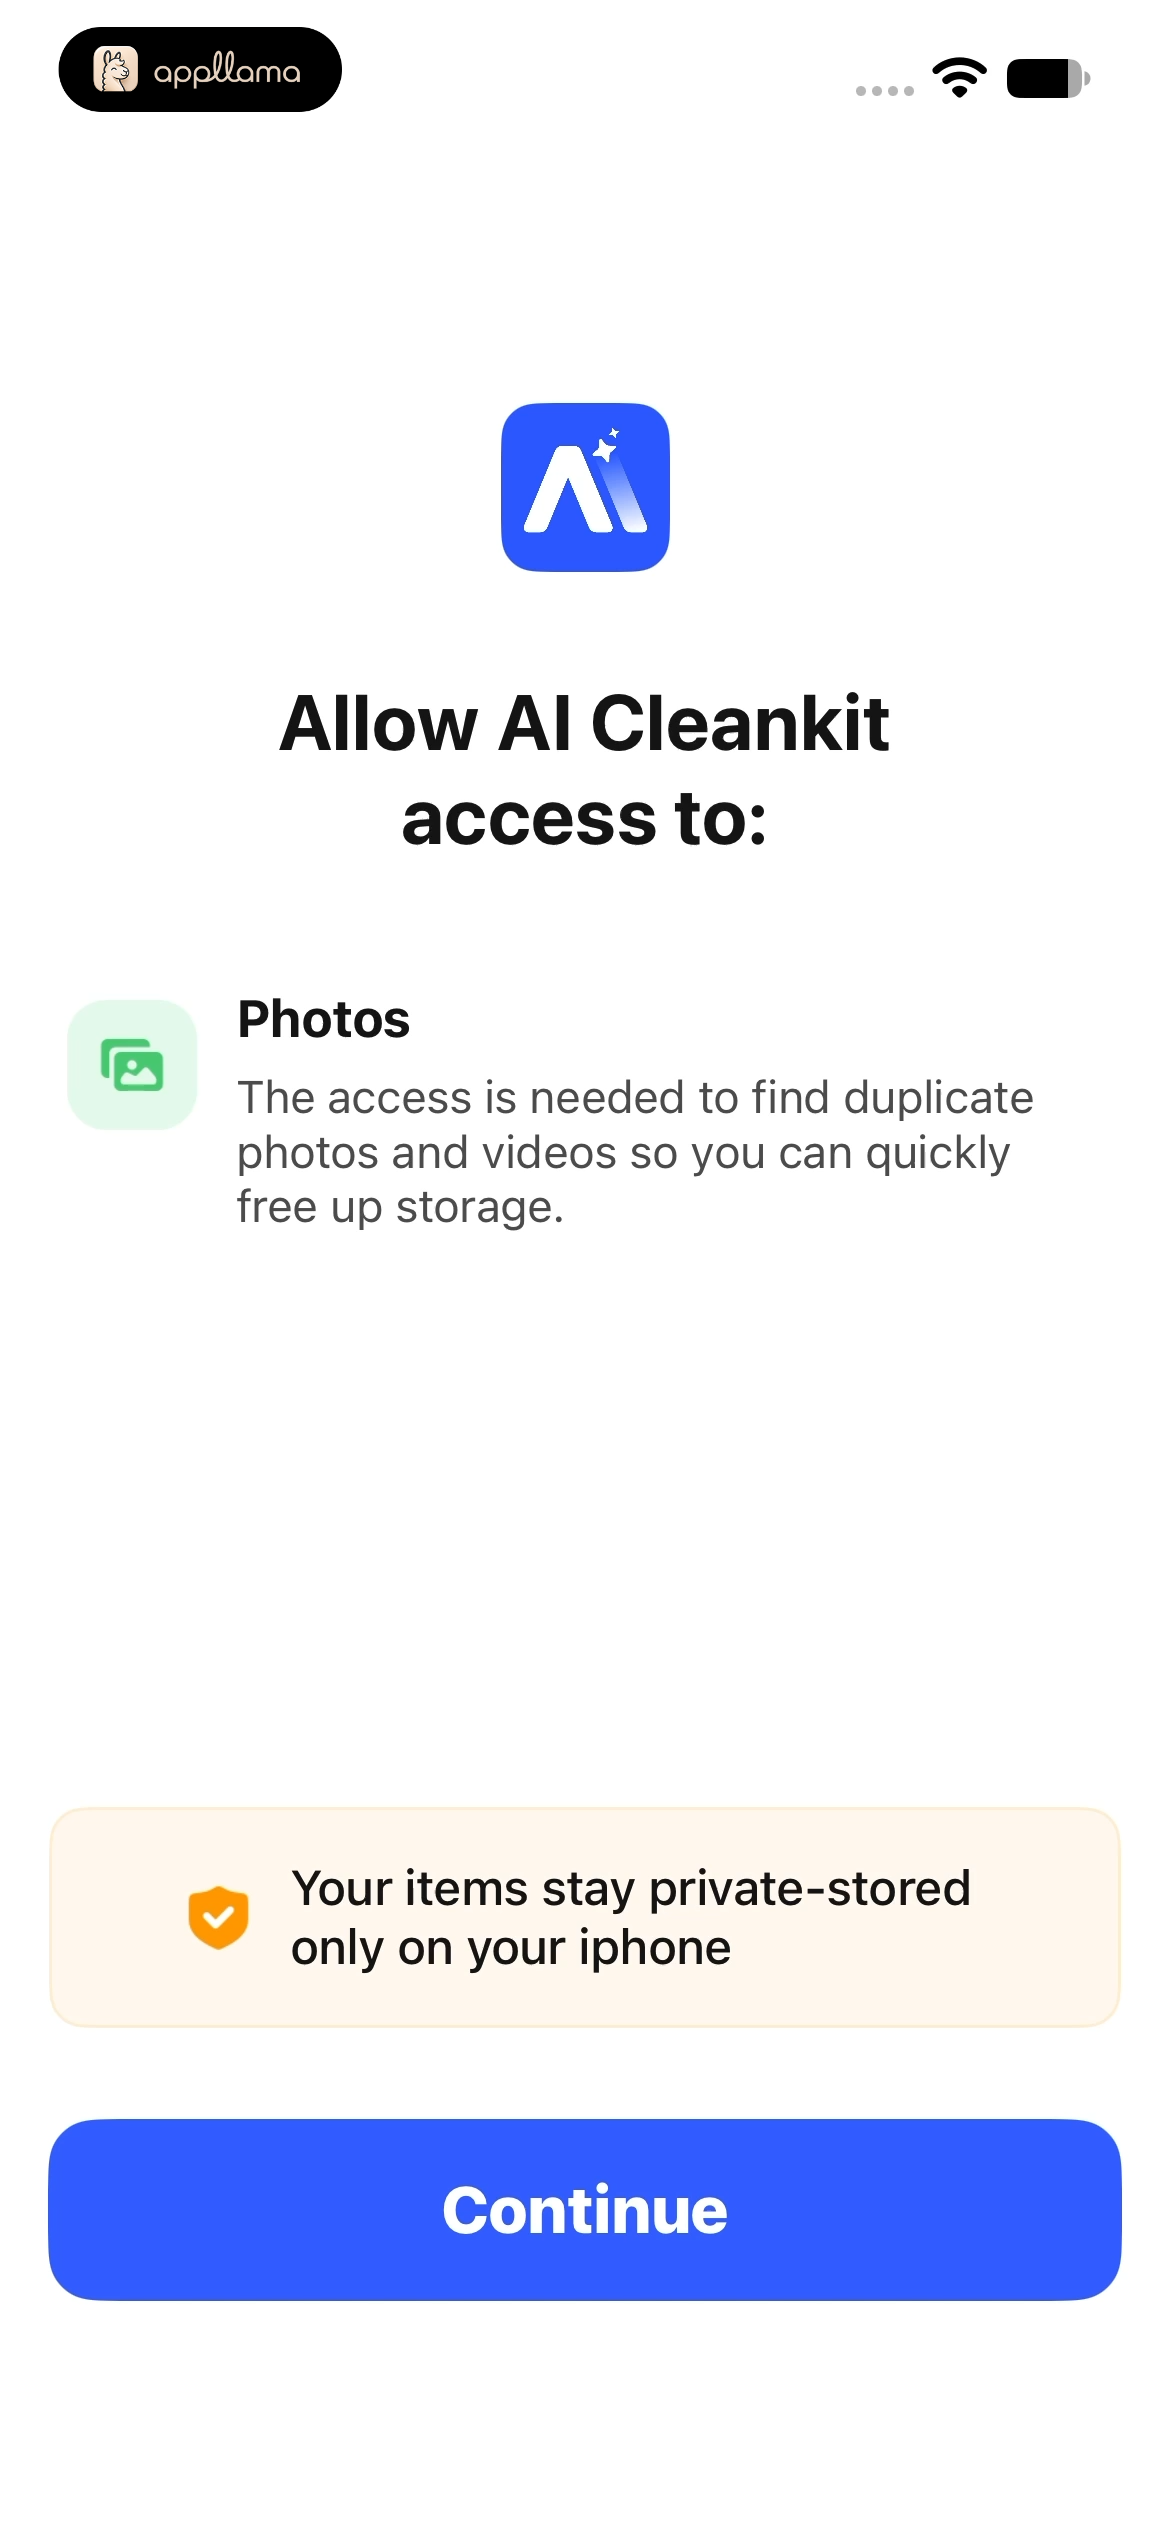 appllama
Allow AI Cleankit
access to:
Photos
The access is needed to find duplicate
photos and videos so you can quickly
free up storage.
Your items stay private-stored
only on your iphone
Continue